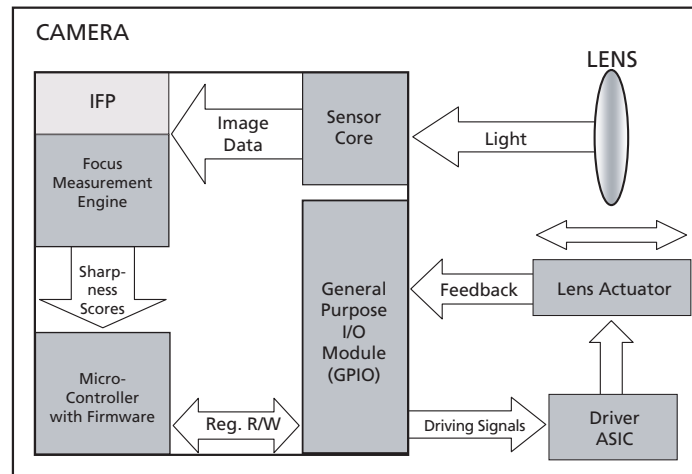 CAMERA
LENS
IFP
Image
Data
Sensor
Core
Light
Focus
Measurement
Engine
Sharp-
ness
Scores
General
Purpose
I/O
Module
(GPIO)
Feedback
Lens Actuator
Micro-
Controller
with Firmware
Reg. R/W
Driving Signals
Driver
ASIC